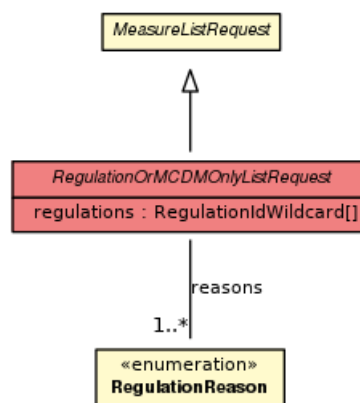 MeasureListRequest
RegulationOrMCDMOnlyListRequest
regulations : RegulationIdWildcard[]
reasons
1..*
«enumeration»
RegulationReason